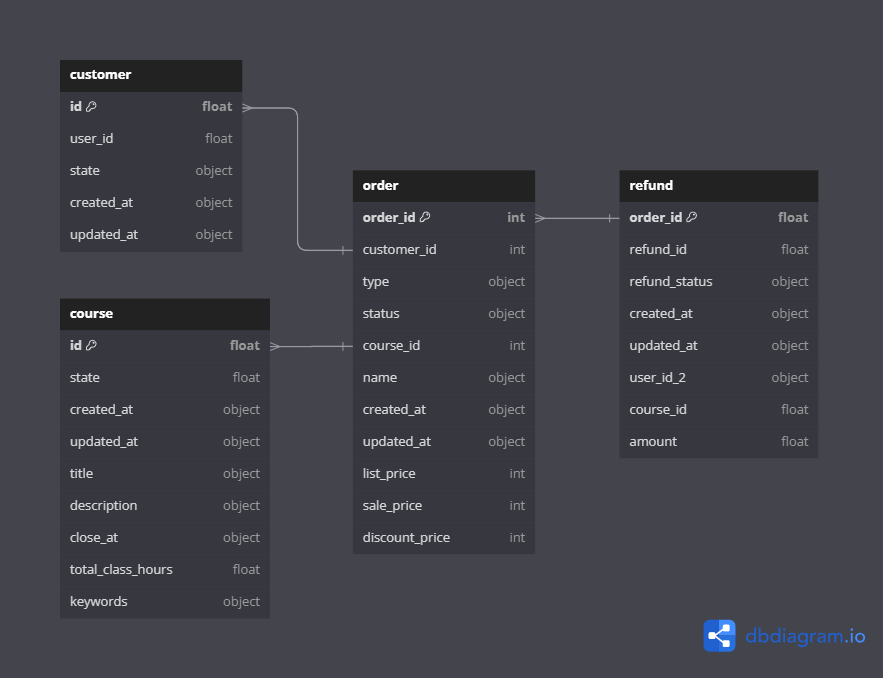 customer
id float
user_id float
state object
created_at object
updated_at object
course
id float
state float
created_at object
updated_at object
title object
description object
close_at object
total_class_hours float
keywords object
order
order_id int
customer_id int
type object
status object
course_id int
name object
created_at object
updated_at object
list_price int
sale_price int
discount_price int
refund
order_id float
refund_id float
refund_status object
created_at object
updated_at object
user_id_2 object
course_id float
amount float
dbdiagram.io